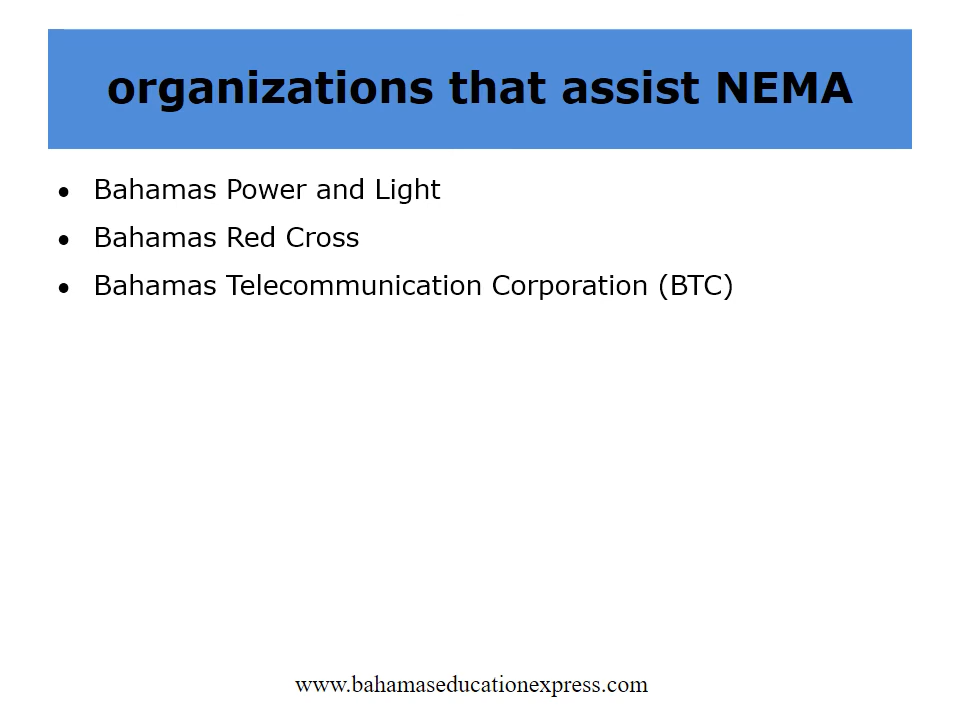 organizations that assist NEMA
• Bahamas Power and Light
• Bahamas Red Cross
• Bahamas Telecommunication Corporation (BTC)
www.bahamaseducationexpress.com